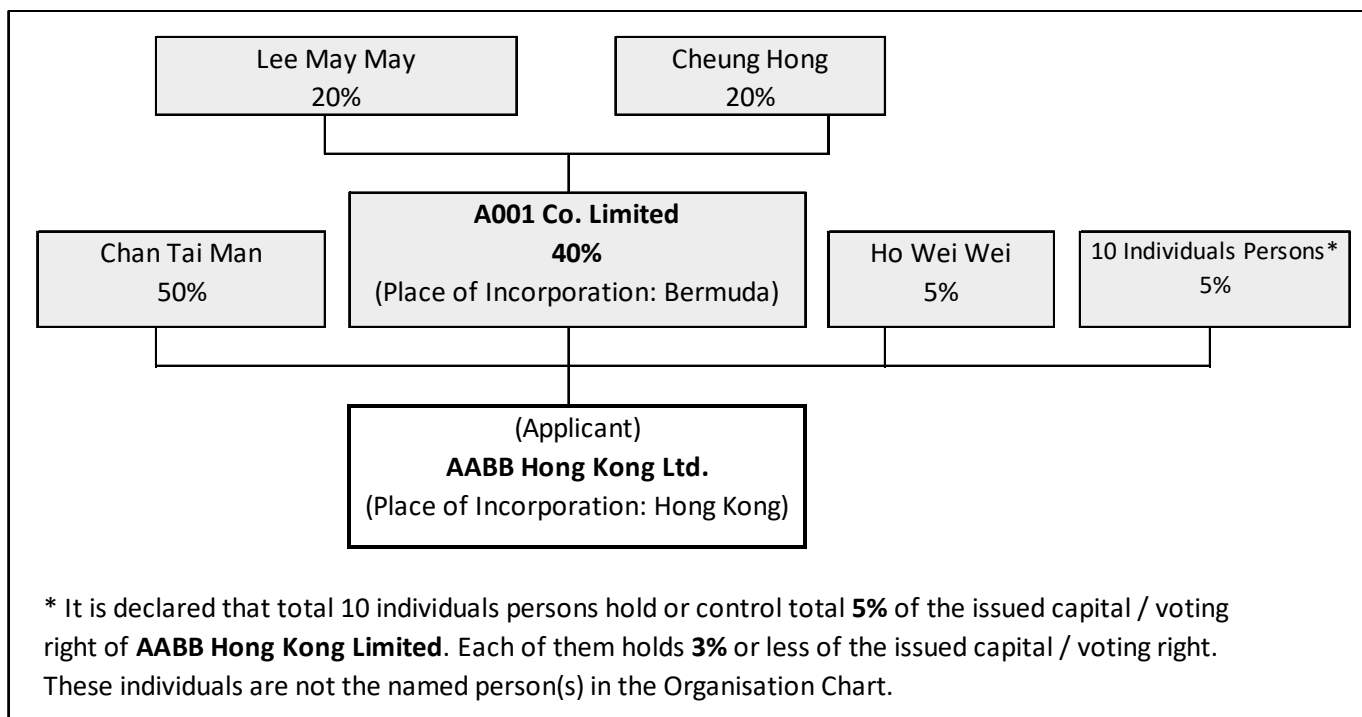 Lee May May
20%
Cheung Hong
20%
A001 Co. Limited
40%
(Place of Incorporation: Bermuda)
Chan Tai Man
50%
Ho Wei Wei
5%
10 Individuals Persons*
5%
(Applicant)
AABB Hong Kong Ltd.
(Place of Incorporation: Hong Kong)
* It is declared that total 10 individuals persons hold or control total 5% of the issued capital / voting
right of AABB Hong Kong Limited. Each of them holds 3% or less of the issued capital / voting right.
These individuals are not the named person(s) in the Organisation Chart.